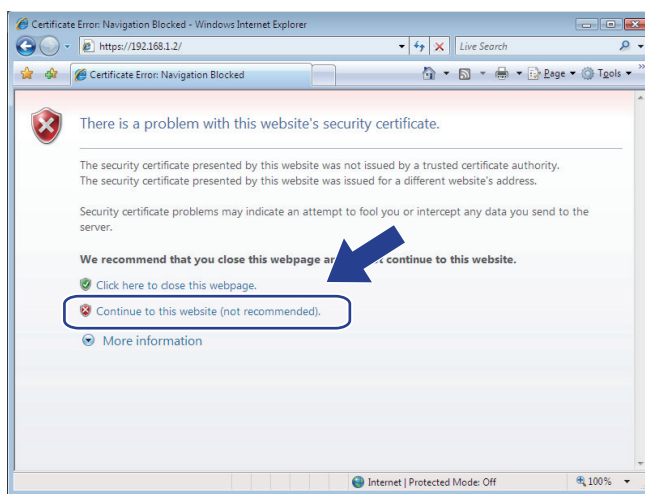 Certificate Error: Navigation Blocked - Windows Internet Explorer
https://192.168.1.2/
Live Search
Certificate Error: Navigation Blocked
Page
Tools
There is a problem with this website's security certificate.
The security certificate presented by this website was not issued by a trusted certificate authority.
The security certificate presented by this website was issued for a different website's address.
Security certificate problems may indicate an attempt to fool you or intercept any data you send to the
server.
We recommend that you close this webpage continue to this website.
Click here to close this webpage.
Continue to this website (not recommended).
More information
Internet | Protected Mode: Off
100%